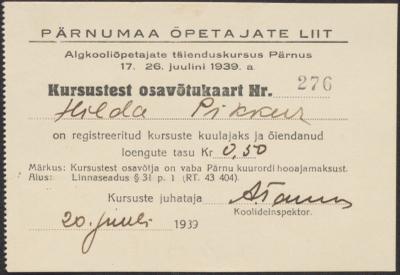 PÄRNUMAA ÕPETAJATE LIIT
Algkooliõpetajate täienduskursus Pärnus
17. 26. juulini 1939. a
Kursustest osavõtukaart Nr. 276
Hilda Pikkur
on registreeritud kursuste kuulajaks ja õiendanud
loengute tasu Kr 0,50
Märkus: Kursustest osavõtja on vaba Pärnu kuurordi hooajamaksust.
Alus: Linnaseadus § 31 p. 1 (RT. 43 404).
Kursuste juhataja
Koolideinspektor.
20. juuli 1939